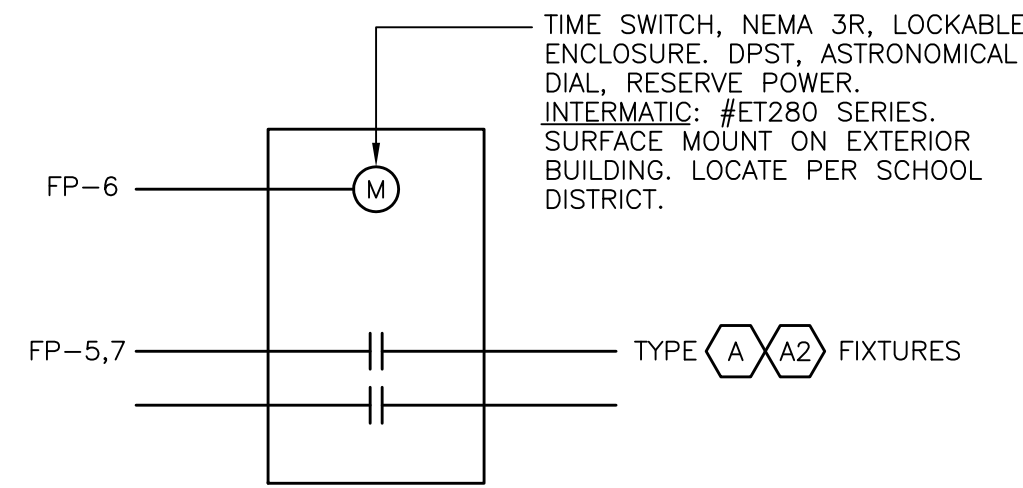 TIME SWITCH, NEMA 3R, LOCKABLE
ENCLOSURE. DPST, ASTRONOMICAL
DIAL, RESERVE POWER.
INTERMATIC: #ET280 SERIES.
SURFACE MOUNT ON EXTERIOR
BUILDING. LOCATE PER SCHOOL
DISTRICT.
FP-6 M
FP-5,7 TYPE A A2 FIXTURES